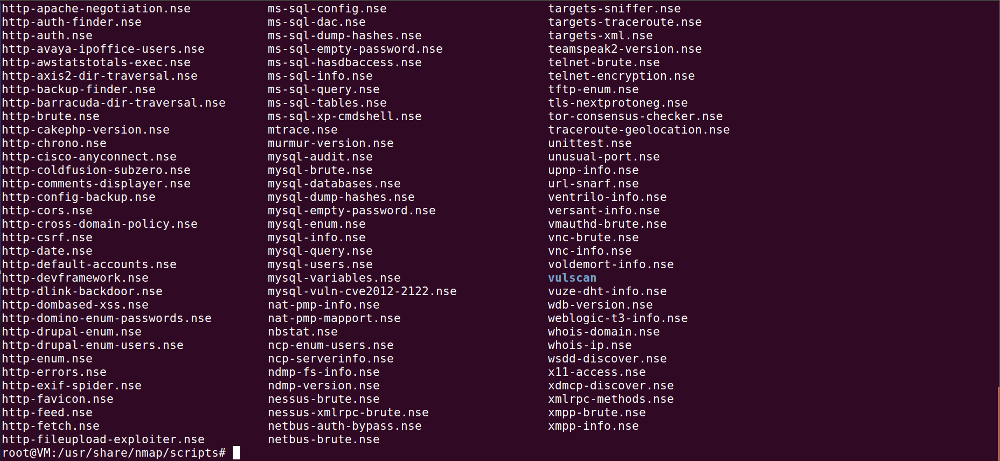 http-apache-negotiation.nse ms-sql-config.nse targets-sniffer.nse
http-auth-finder.nse ms-sql-dac.nse targets-traceroute.nse
http-auth.nse ms-sql-dump-hashes.nse targets-xml.nse
http-avaya-ipoffice-users.nse ms-sql-empty-password.nse teamspeak2-version.nse
http-awstatstotals-exec.nse ms-sql-hasdbaccess.nse telnet-brute.nse
http-axis2-dir-traversal.nse ms-sql-info.nse telnet-encryption.nse
http-backup-finder.nse ms-sql-query.nse tftp-enum.nse
http-barracuda-dir-traversal.nse ms-sql-tables.nse tls-nextprotoneg.nse
http-brute.nse ms-sql-xp-cmdshell.nse tor-consensus-checker.nse
http-cakephp-version.nse mtrace.nse traceroute-geolocation.nse
http-chrono.nse murmur-version.nse unittest.nse
http-cisco-anyconnect.nse mysql-audit.nse unusual-port.nse
http-coldfusion-subzero.nse mysql-brute.nse upnp-info.nse
http-comments-displayer.nse mysql-databases.nse url-snarf.nse
http-config-backup.nse mysql-dump-hashes.nse ventrilo-info.nse
http-cors.nse mysql-empty-password.nse versant-info.nse
http-cross-domain-policy.nse mysql-enum.nse vmauthd-brute.nse
http-csrf.nse mysql-info.nse vnc-brute.nse
http-date.nse mysql-query.nse vnc-info.nse
http-default-accounts.nse mysql-users.nse voldemort-info.nse
http-devframework.nse mysql-variables.nse vulscan
http-dlink-backdoor.nse mysql-vuln-cve2012-2122.nse vuze-dht-info.nse
http-dombased-xss.nse nat-pmp-info.nse wdb-version.nse
http-domino-enum-passwords.nse nat-pmp-mapport.nse weblogic-t3-info.nse
http-drupal-enum.nse nbstat.nse whois-domain.nse
http-drupal-enum-users.nse ncp-enum-users.nse whois-ip.nse
http-enum.nse ncp-serverinfo.nse wsdd-discover.nse
http-errors.nse ndmp-fs-info.nse x11-access.nse
http-exif-spider.nse ndmp-version.nse xdmcp-discover.nse
http-favicon.nse nessus-brute.nse xmlrpc-methods.nse
http-feed.nse nessus-xmlrpc-brute.nse xmpp-brute.nse
http-fetch.nse netbus-auth-bypass.nse xmpp-info.nse
http-fileupload-exploiter.nse netbus-brute.nse
root@VM:/usr/share/nmap/scripts#